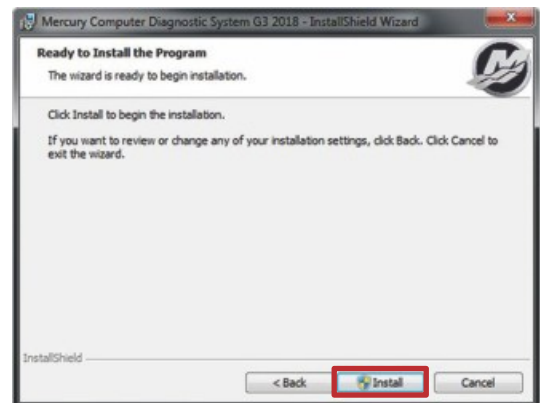 Mercury Computer Diagnostic System G3 2018 - InstallShield Wizard
Ready to Install the Program
The wizard is ready to begin installation.
Click Install to begin the installation.
If you want to review or change any of your installation settings, click Back. Click Cancel to
exit the wizard.
InstallShield
< Back
Install
Cancel